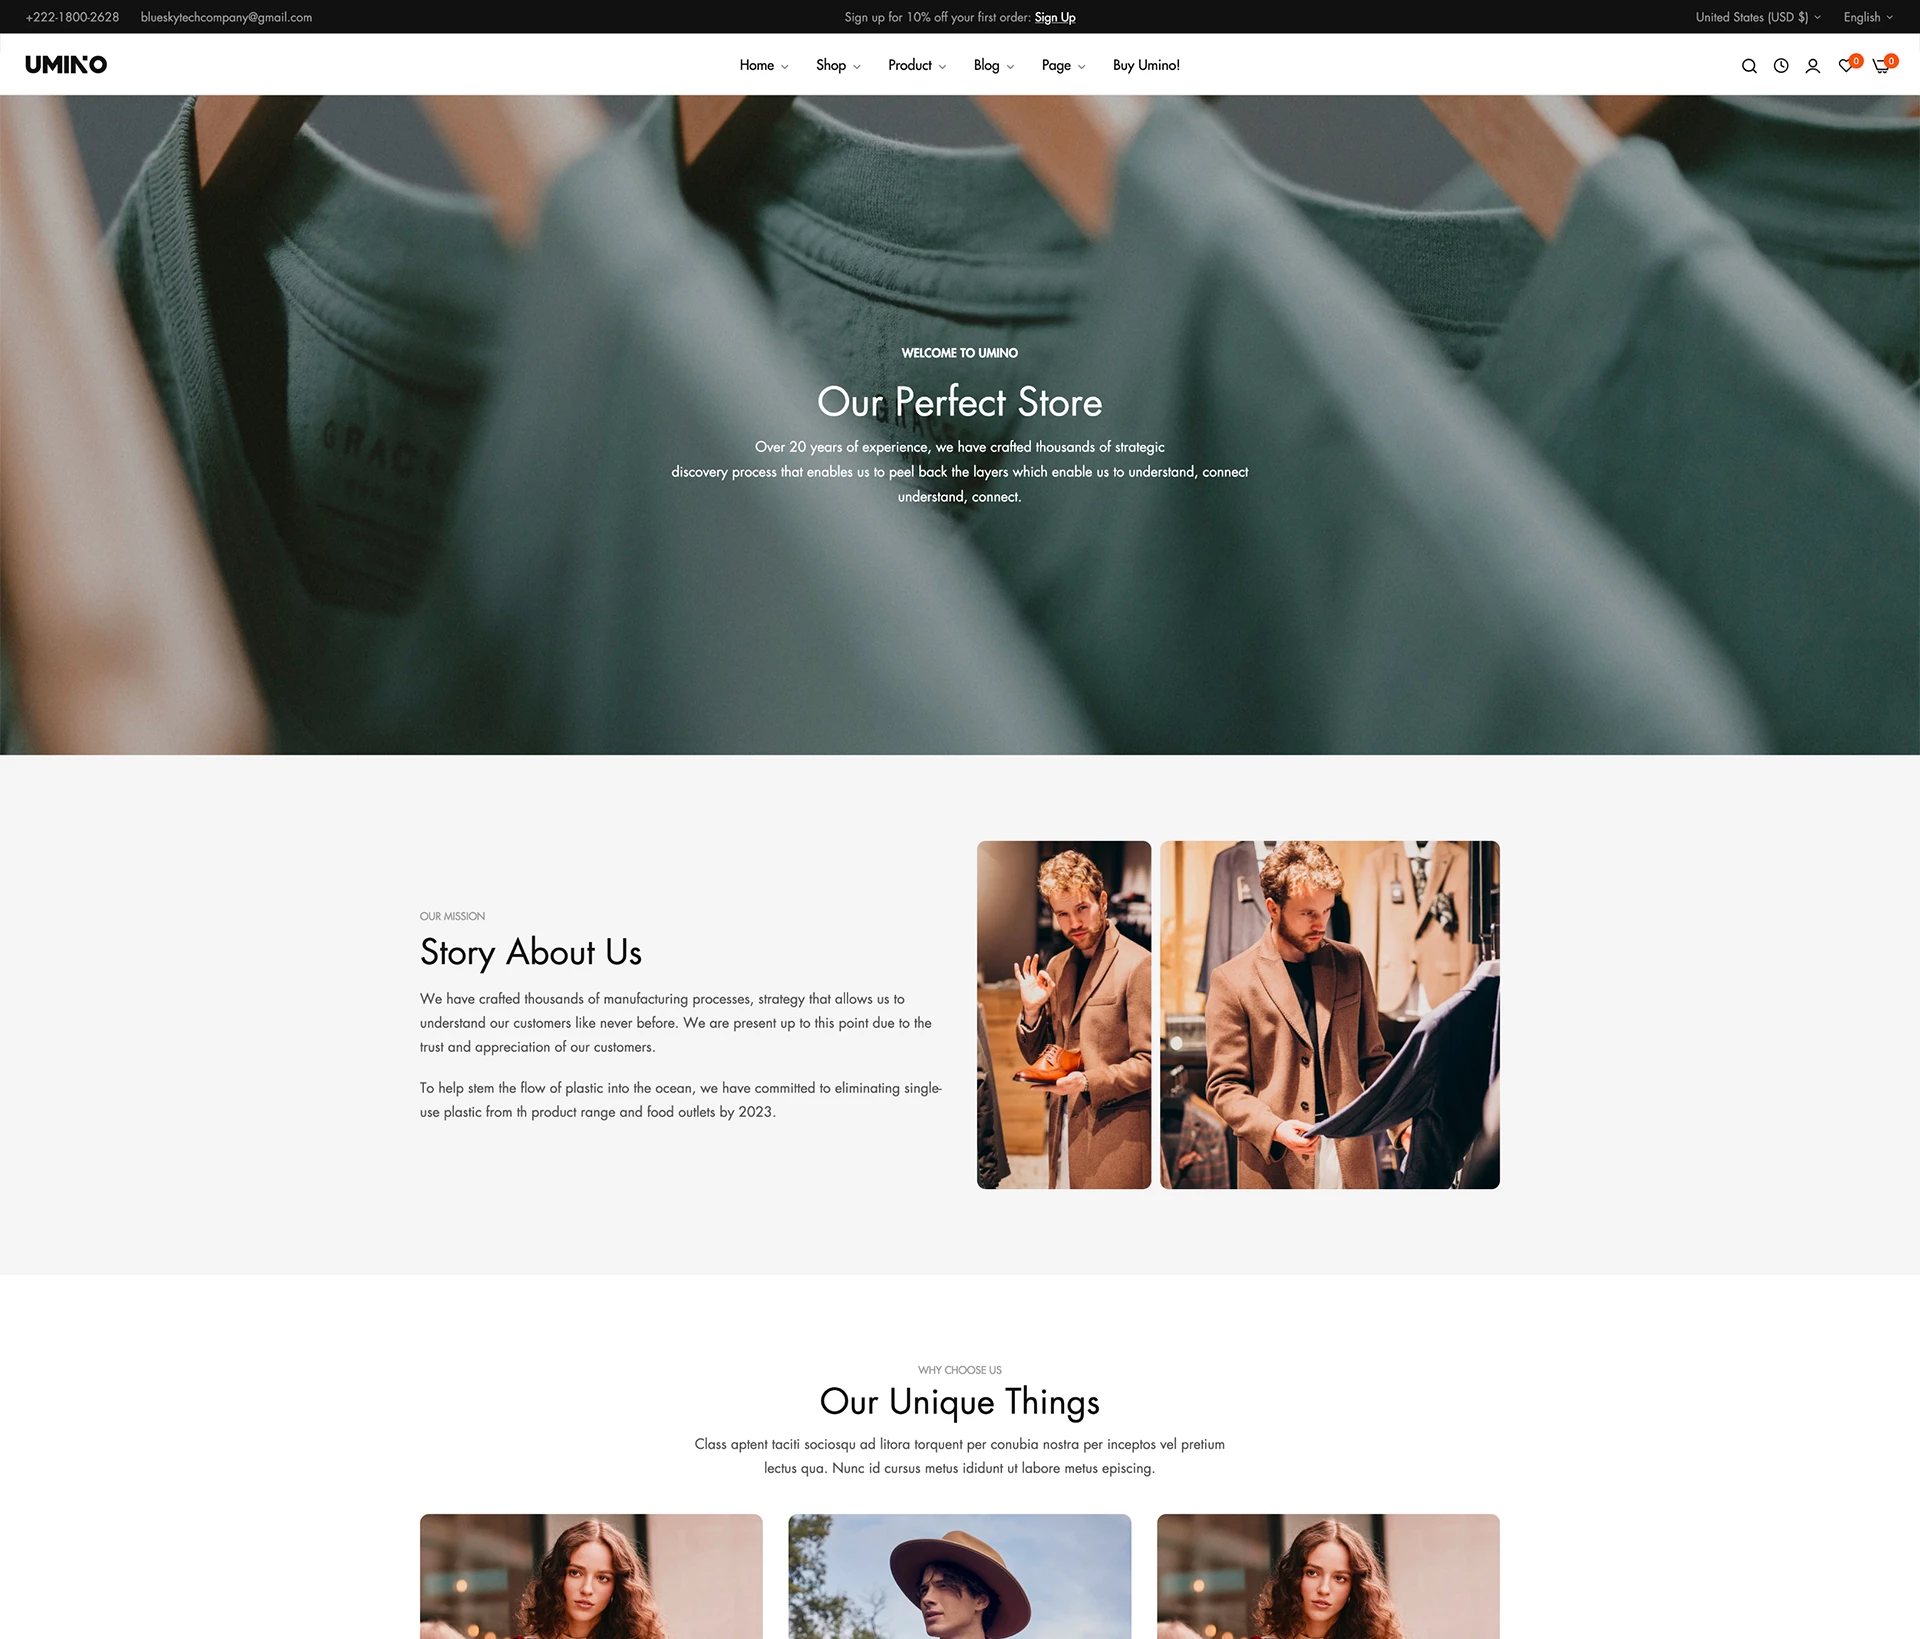 +222-1800-2628 blueskytechcompany@gmail.com Sign up for 10% off your first order: Sign Up United States (USD $) English
UMINO Home Shop Product Blog Page Buy Umino! 0 0
WELCOME TO UMINO
Our Perfect Store
Over 20 years of experience, we have crafted thousands of strategic
discovery process that enables us to peel back the layers which enable us to understand, connect
understand, connect.
GRACE
OUR MISSION
Story About Us
We have crafted thousands of manufacturing processes, strategy that allows us to
understand our customers like never before. We are present up to this point due to the
trust and appreciation of our customers.
To help stem the flow of plastic into the ocean, we have committed to eliminating single-
use plastic from th product range and food outlets by 2023.
WHY CHOOSE US
Our Unique Things
Class aptent taciti sociosqu ad litora torquent per conubia nostra per inceptos vel pretium
lectus qua. Nunc id cursus metus ididunt ut labore metus episcing.